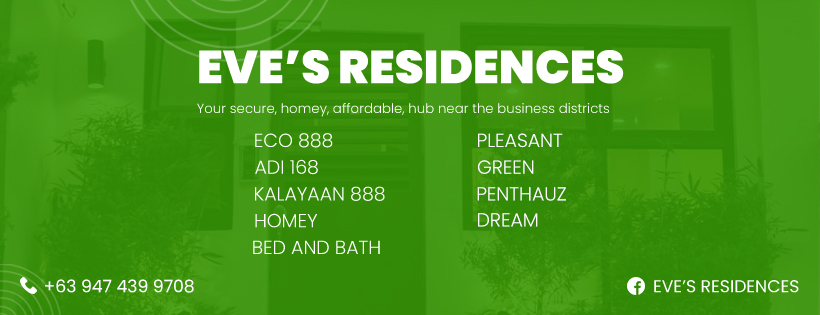 EVE'S RESIDENCES
Your secure, homey, affordable, hub near the business districts
ECO 888
ADI 168
KALAYAAN 888
HOMEY
BED AND BATH
PLEASANT
GREEN
PENTHAUZ
DREAM
+63 947 439 9708
EVE'S RESIDENCES